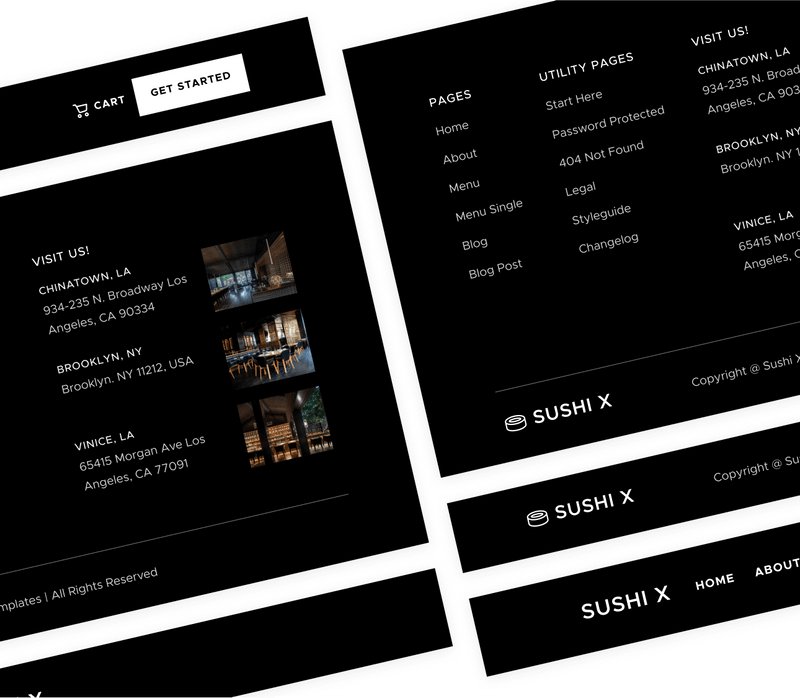 CART
GET STARTED
VISIT US!
CHINATOWN, LA
934-235 N. Broadway Los
Angeles, CA 90334
BROOKLYN, NY
Brooklyn. NY 11212, USA
VINICE, LA
65415 Morgan Ave Los
Angeles, CA 77091
mplates | All Rights Reserved
X
PAGES
Home
About
Menu
Menu Single
Blog
Blog Post
UTILITY PAGES
Start Here
Password Protected
404 Not Found
Legal
Styleguide
Changelog
VISIT US!
CHINATOWN, LA
934-235 N. Broad
Angeles, CA 903
BROOKLYN, N
Brooklyn. NY 1
VINICE, LA
65415 Mor
Angeles,
SUSHI X
Copyright @ Sushi X
SUSHI X
Copyright @ Su
SUSHI X
HOME
ABOUT